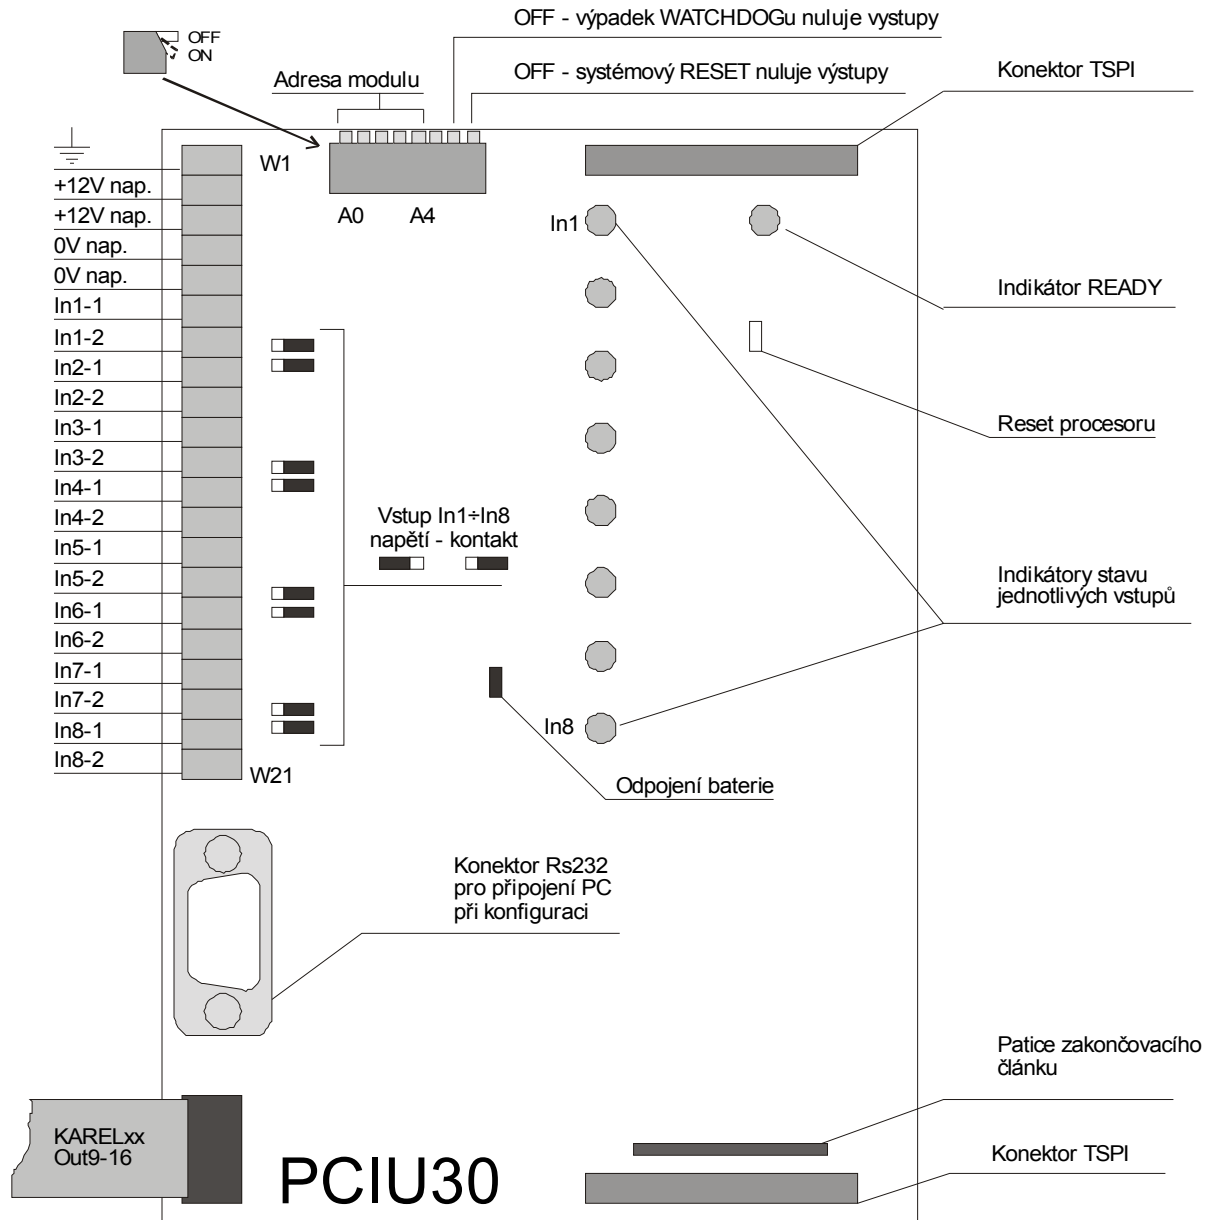 OFF - výpadek WATCHDOGu nuluje vystupy
OFF
ON
OFF - systémový RESET nuluje výstupy
Adresa modulu
Konektor TSPI
W1
+12V nap.
+12V nap.
0V nap.
0V nap.
In1-1
In1-2
In2-1
In2-2
In3-1
In3-2
In4-1
In4-2
In5-1
In5-2
In6-1
In6-2
In7-1
In7-2
In8-1
In8-2
W21
A0
A4
In1
Indikátor READY
Reset procesoru
Vstup In1÷In8
napětí - kontakt
Indikátory stavu
jednotlivých vstupů
In8
Odpojení baterie
Konektor Rs232
pro připojení PC
při konfiguraci
Patice zakončovacího
článku
KARELxx
Out9-16
PCIU30
Konektor TSPI